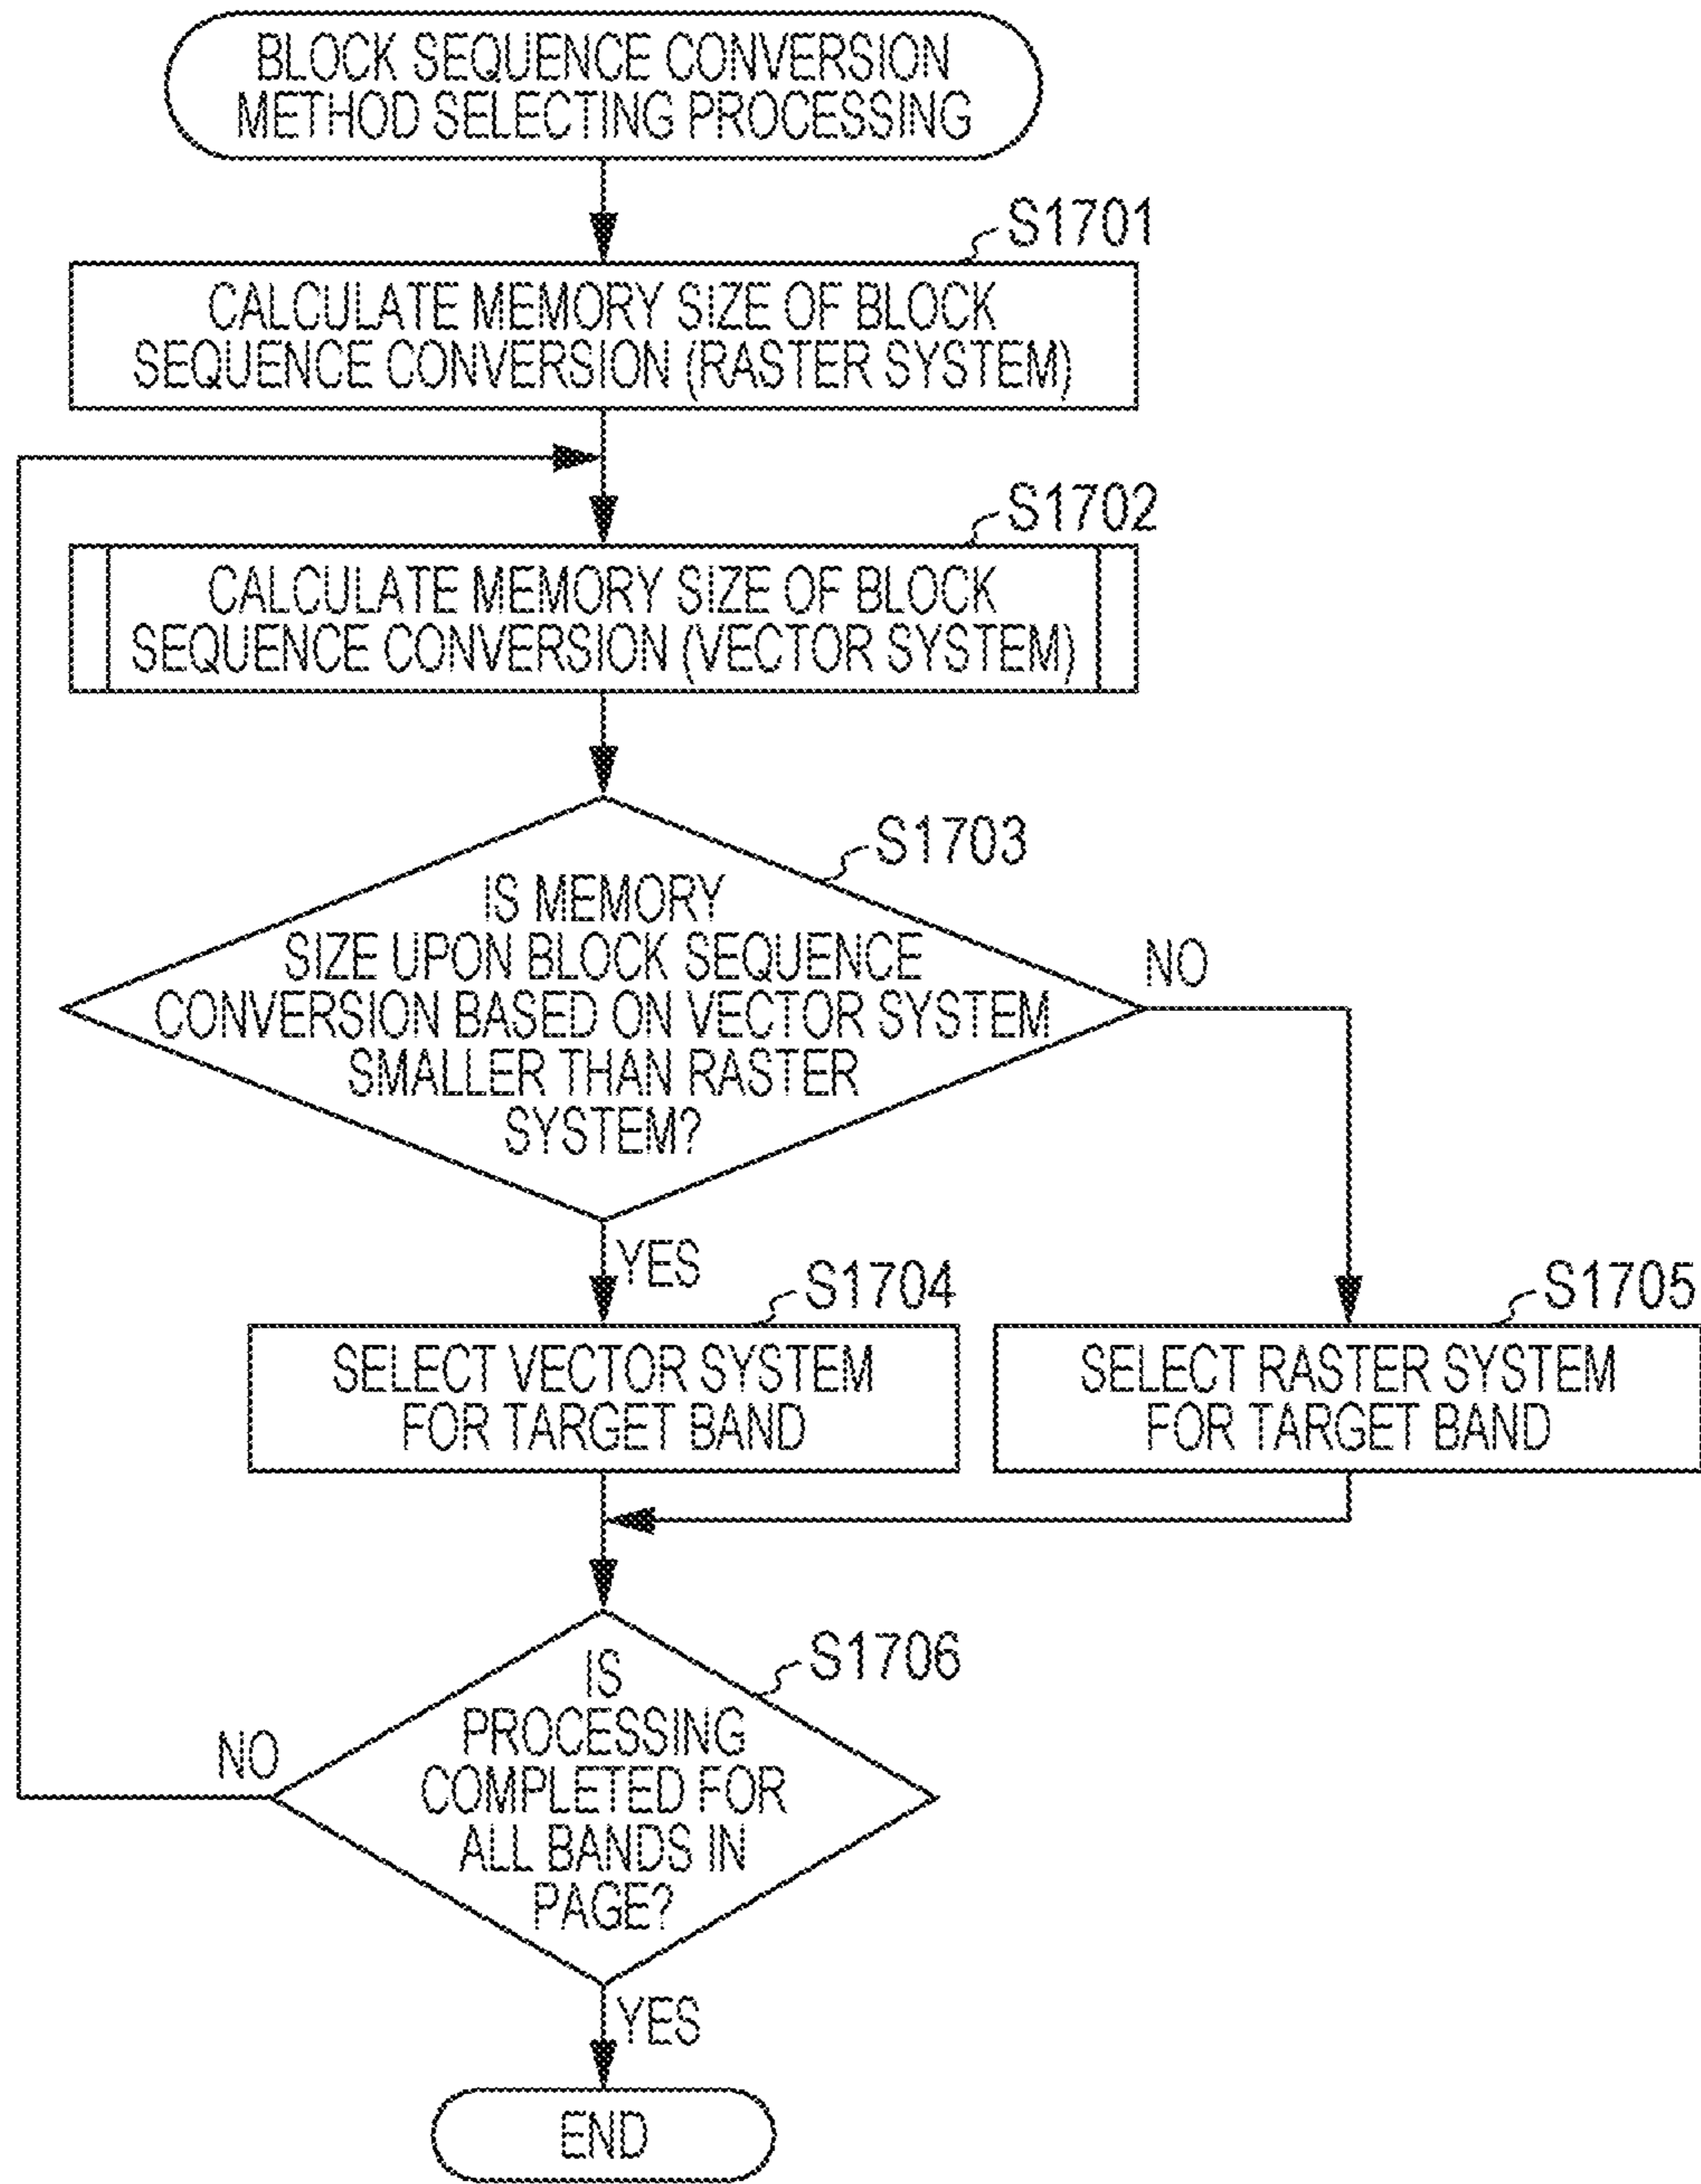 BLOCK SEQUENCE CONVERSION
METHOD SELECTING PROCESSING
S1701
CALCULATE MEMORY SIZE OF BLOCK
SEQUENCE CONVERSION (RASTER SYSTEM)
S1702
CALCULATE MEMORY SIZE OF BLOCK
SEQUENCE CONVERSION (VECTOR SYSTEM)
S1703
IS MEMORY
SIZE UPON BLOCK SEQUENCE
CONVERSION BASED ON VECTOR SYSTEM
SMALLER THAN RASTER
SYSTEM?
NO
YES
S1704
SELECT VECTOR SYSTEM
FOR TARGET BAND
S1705
SELECT RASTER SYSTEM
FOR TARGET BAND
S1706
IS
PROCESSING
COMPLETED FOR
ALL BANDS IN
PAGE?
NO
YES
END